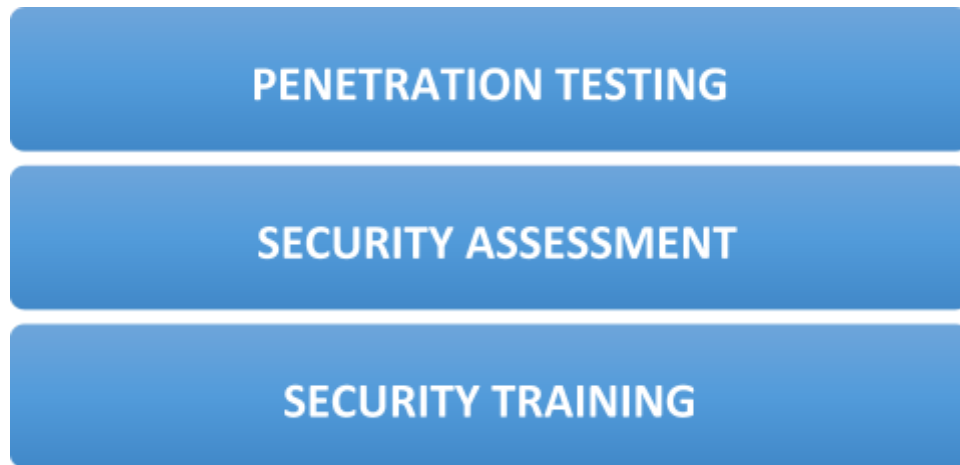 PENETRATION TESTING
SECURITY ASSESSMENT
SECURITY TRAINING